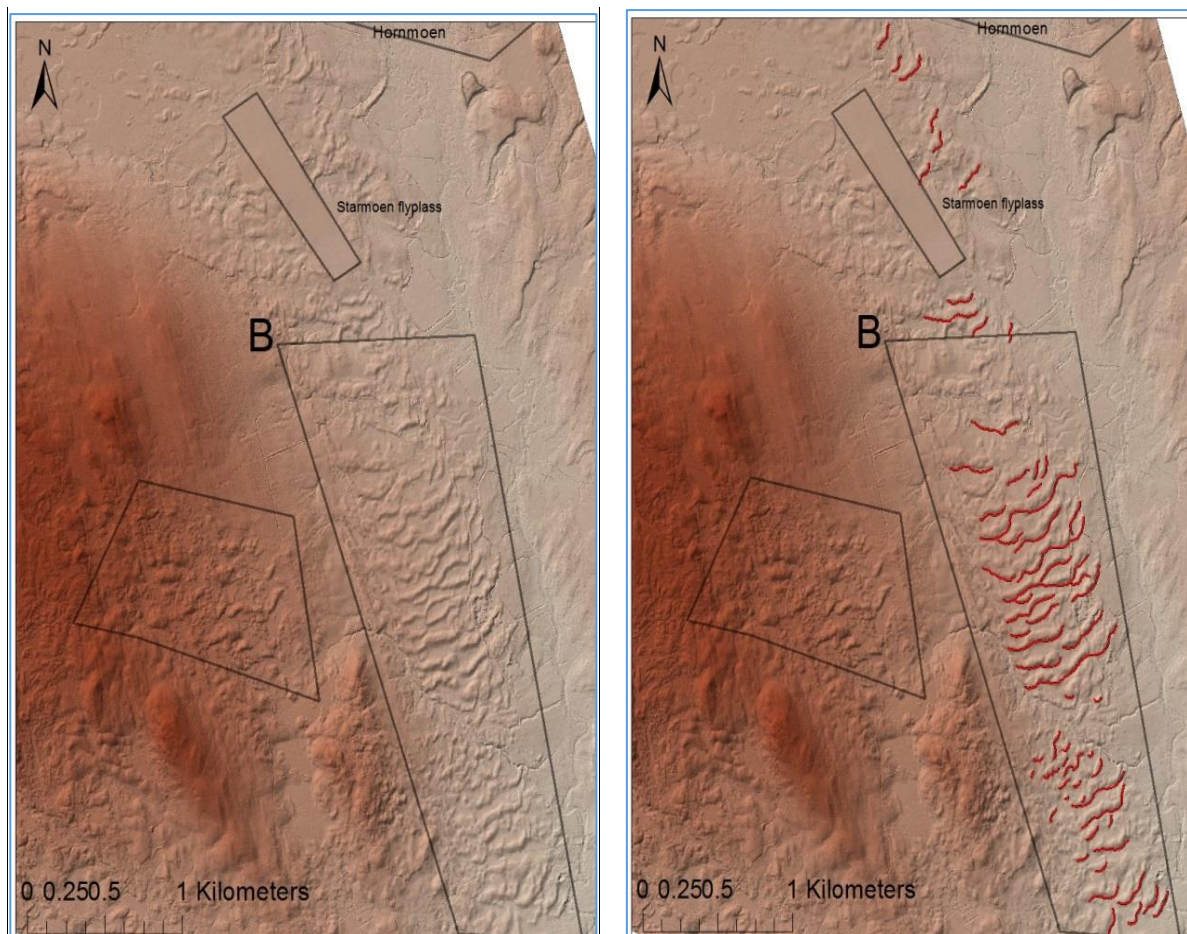 Hornmoen
N
Starmoen flyplass
B
0 0.250.5 1 Kilometers
Hornmoen
N
Starmoen flyplass
B
0 0.250.5 1 Kilometers